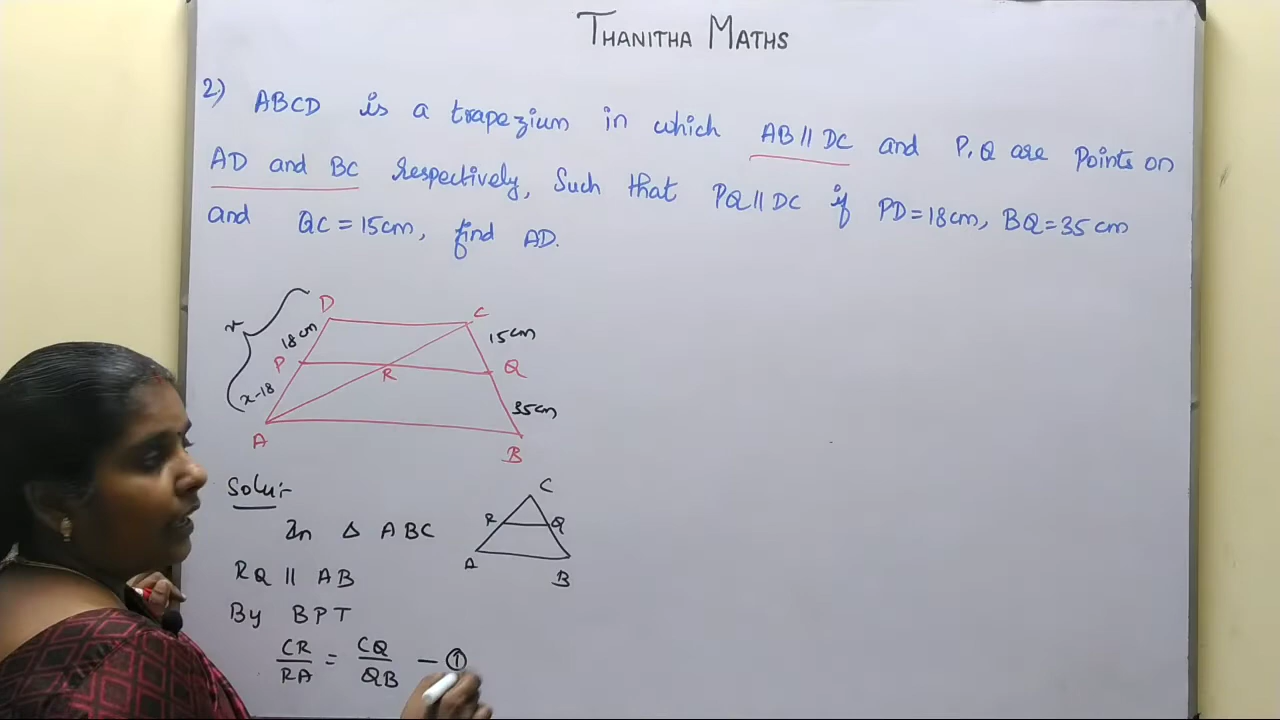 THANITHA MATHS
2) ABCD is a trapezium in which AB || DC and P, Q are points on
AD and BC respectively, Such that PQ || DC if PD = 18cm, BQ = 35 cm
and QC = 15cm, find AD.
D
C
x
18cm
15cm
P
R
Q
x-18
35cm
A
B
Solu:-
In Δ ABC
RQ || AB
By BPT
CR/RA = CQ/QB — ①
C
R
Q
A
B